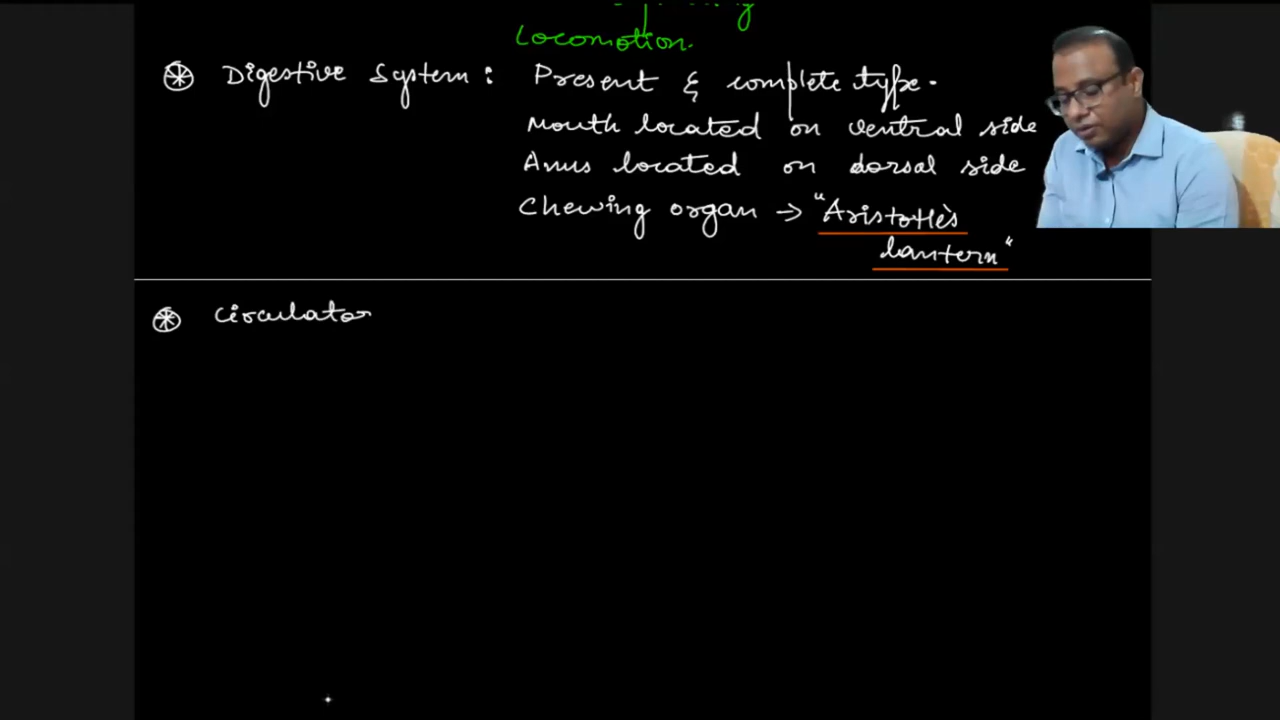 Locomotion.
Digestive System : Present & complete type.
Mouth located on ventral side
Anus located on dorsal side
Chewing organ → "Aristotle's
lantern"
Circulator